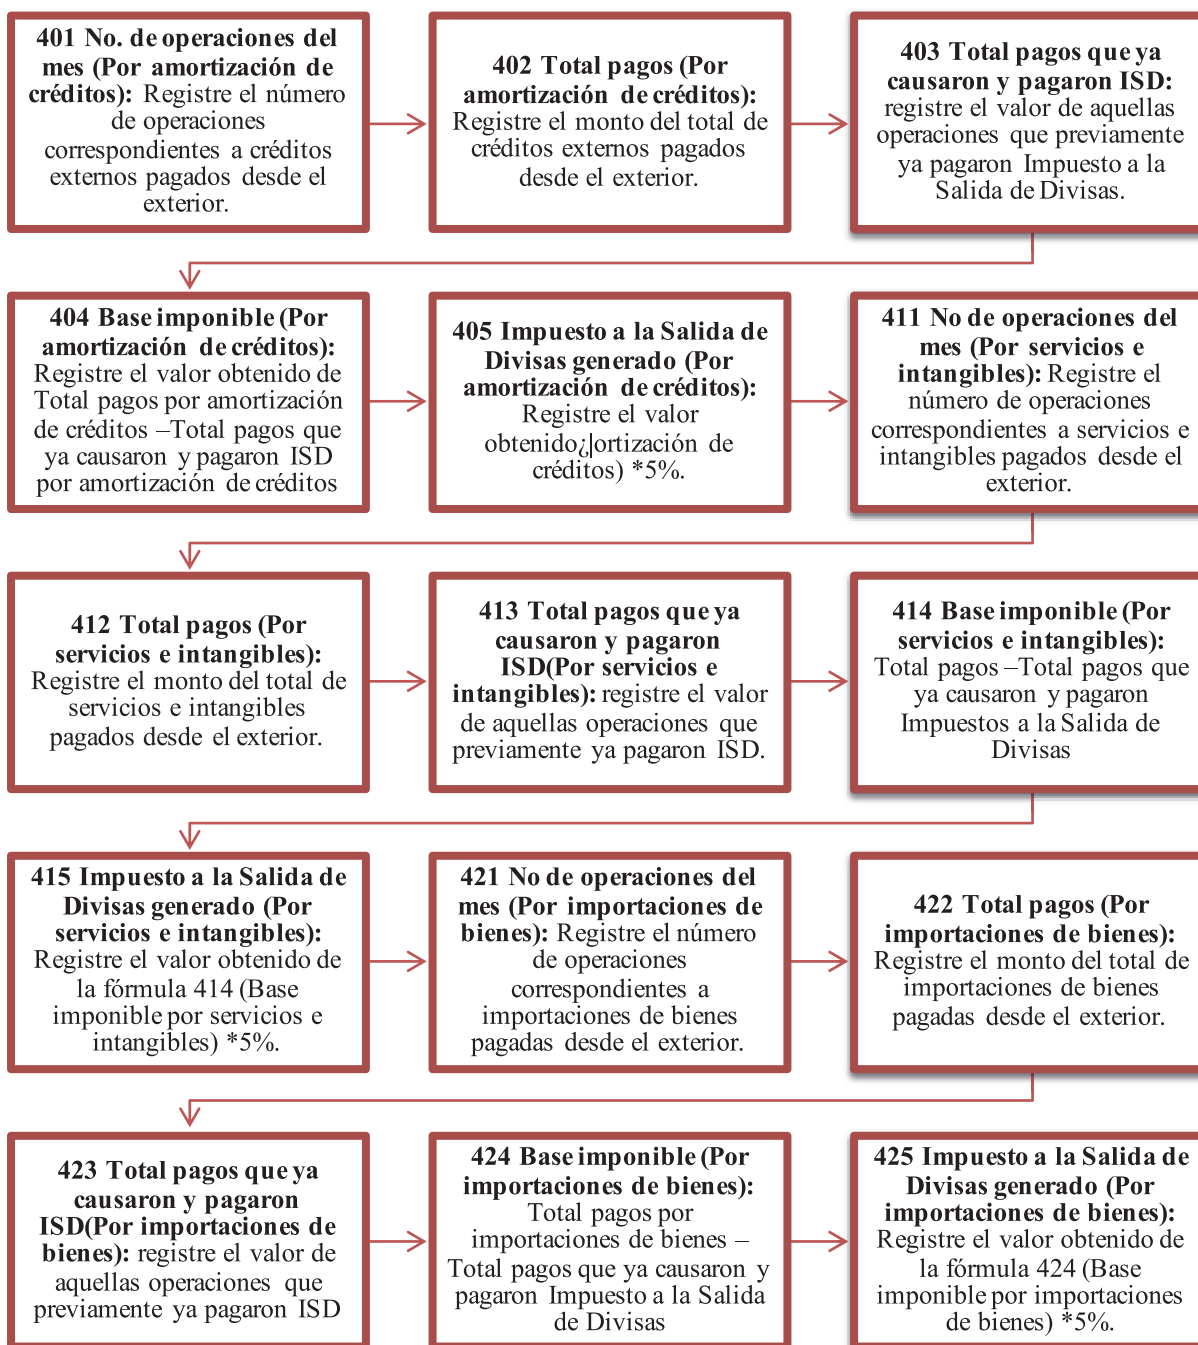 401 No. de operaciones del
mes (Por amortización de
créditos): Registre el número
de operaciones
correspondientes a créditos
externos pagados desde el
exterior.
402 Total pagos (Por
amortización de créditos):
Registre el monto del total de
créditos externos pagados
desde el exterior.
403 Total pagos que ya
causaron y pagaron ISD:
registre el valor de aquellas
operaciones que previamente
ya pagaron Impuesto a la
Salida de Divisas.
404 Base imponible (Por
amortización de créditos):
Registre el valor obtenido de
Total pagos por amortización
de créditos –Total pagos que
ya causaron y pagaron ISD
por amortización de créditos
405 Impuesto a la Salida de
Divisas generado (Por
amortización de créditos):
Registre el valor
obtenido¿|ortización de
créditos) *5%.
411 No de operaciones del
mes (Por servicios e
intangibles): Registre el
número de operaciones
correspondientes a servicios e
intangibles pagados desde el
exterior.
412 Total pagos (Por
servicios e intangibles):
Registre el monto del total de
servicios e intangibles
pagados desde el exterior.
413 Total pagos que ya
causaron y pagaron
ISD(Por servicios e
intangibles): registre el valor
de aquellas operaciones que
previamente ya pagaron ISD.
414 Base imponible (Por
servicios e intangibles):
Total pagos –Total pagos que
ya causaron y pagaron
Impuestos a la Salida de
Divisas
415 Impuesto a la Salida de
Divisas generado (Por
servicios e intangibles):
Registre el valor obtenido de
la fórmula 414 (Base
imponible por servicios e
intangibles) *5%.
421 No de operaciones del
mes (Por importaciones de
bienes): Registre el número
de operaciones
correspondientes a
importaciones de bienes
pagadas desde el exterior.
422 Total pagos (Por
importaciones de bienes):
Registre el monto del total de
importaciones de bienes
pagadas desde el exterior.
423 Total pagos que ya
causaron y pagaron
ISD(Por importaciones de
bienes): registre el valor de
aquellas operaciones que
previamente ya pagaron ISD
424 Base imponible (Por
importaciones de bienes):
Total pagos por
importaciones de bienes –
Total pagos que ya causaron y
pagaron Impuesto a la Salida
de Divisas
425 Impuesto a la Salida de
Divisas generado (Por
importaciones de bienes):
Registre el valor obtenido de
la fórmula 424 (Base
imponible por importaciones
de bienes) *5%.